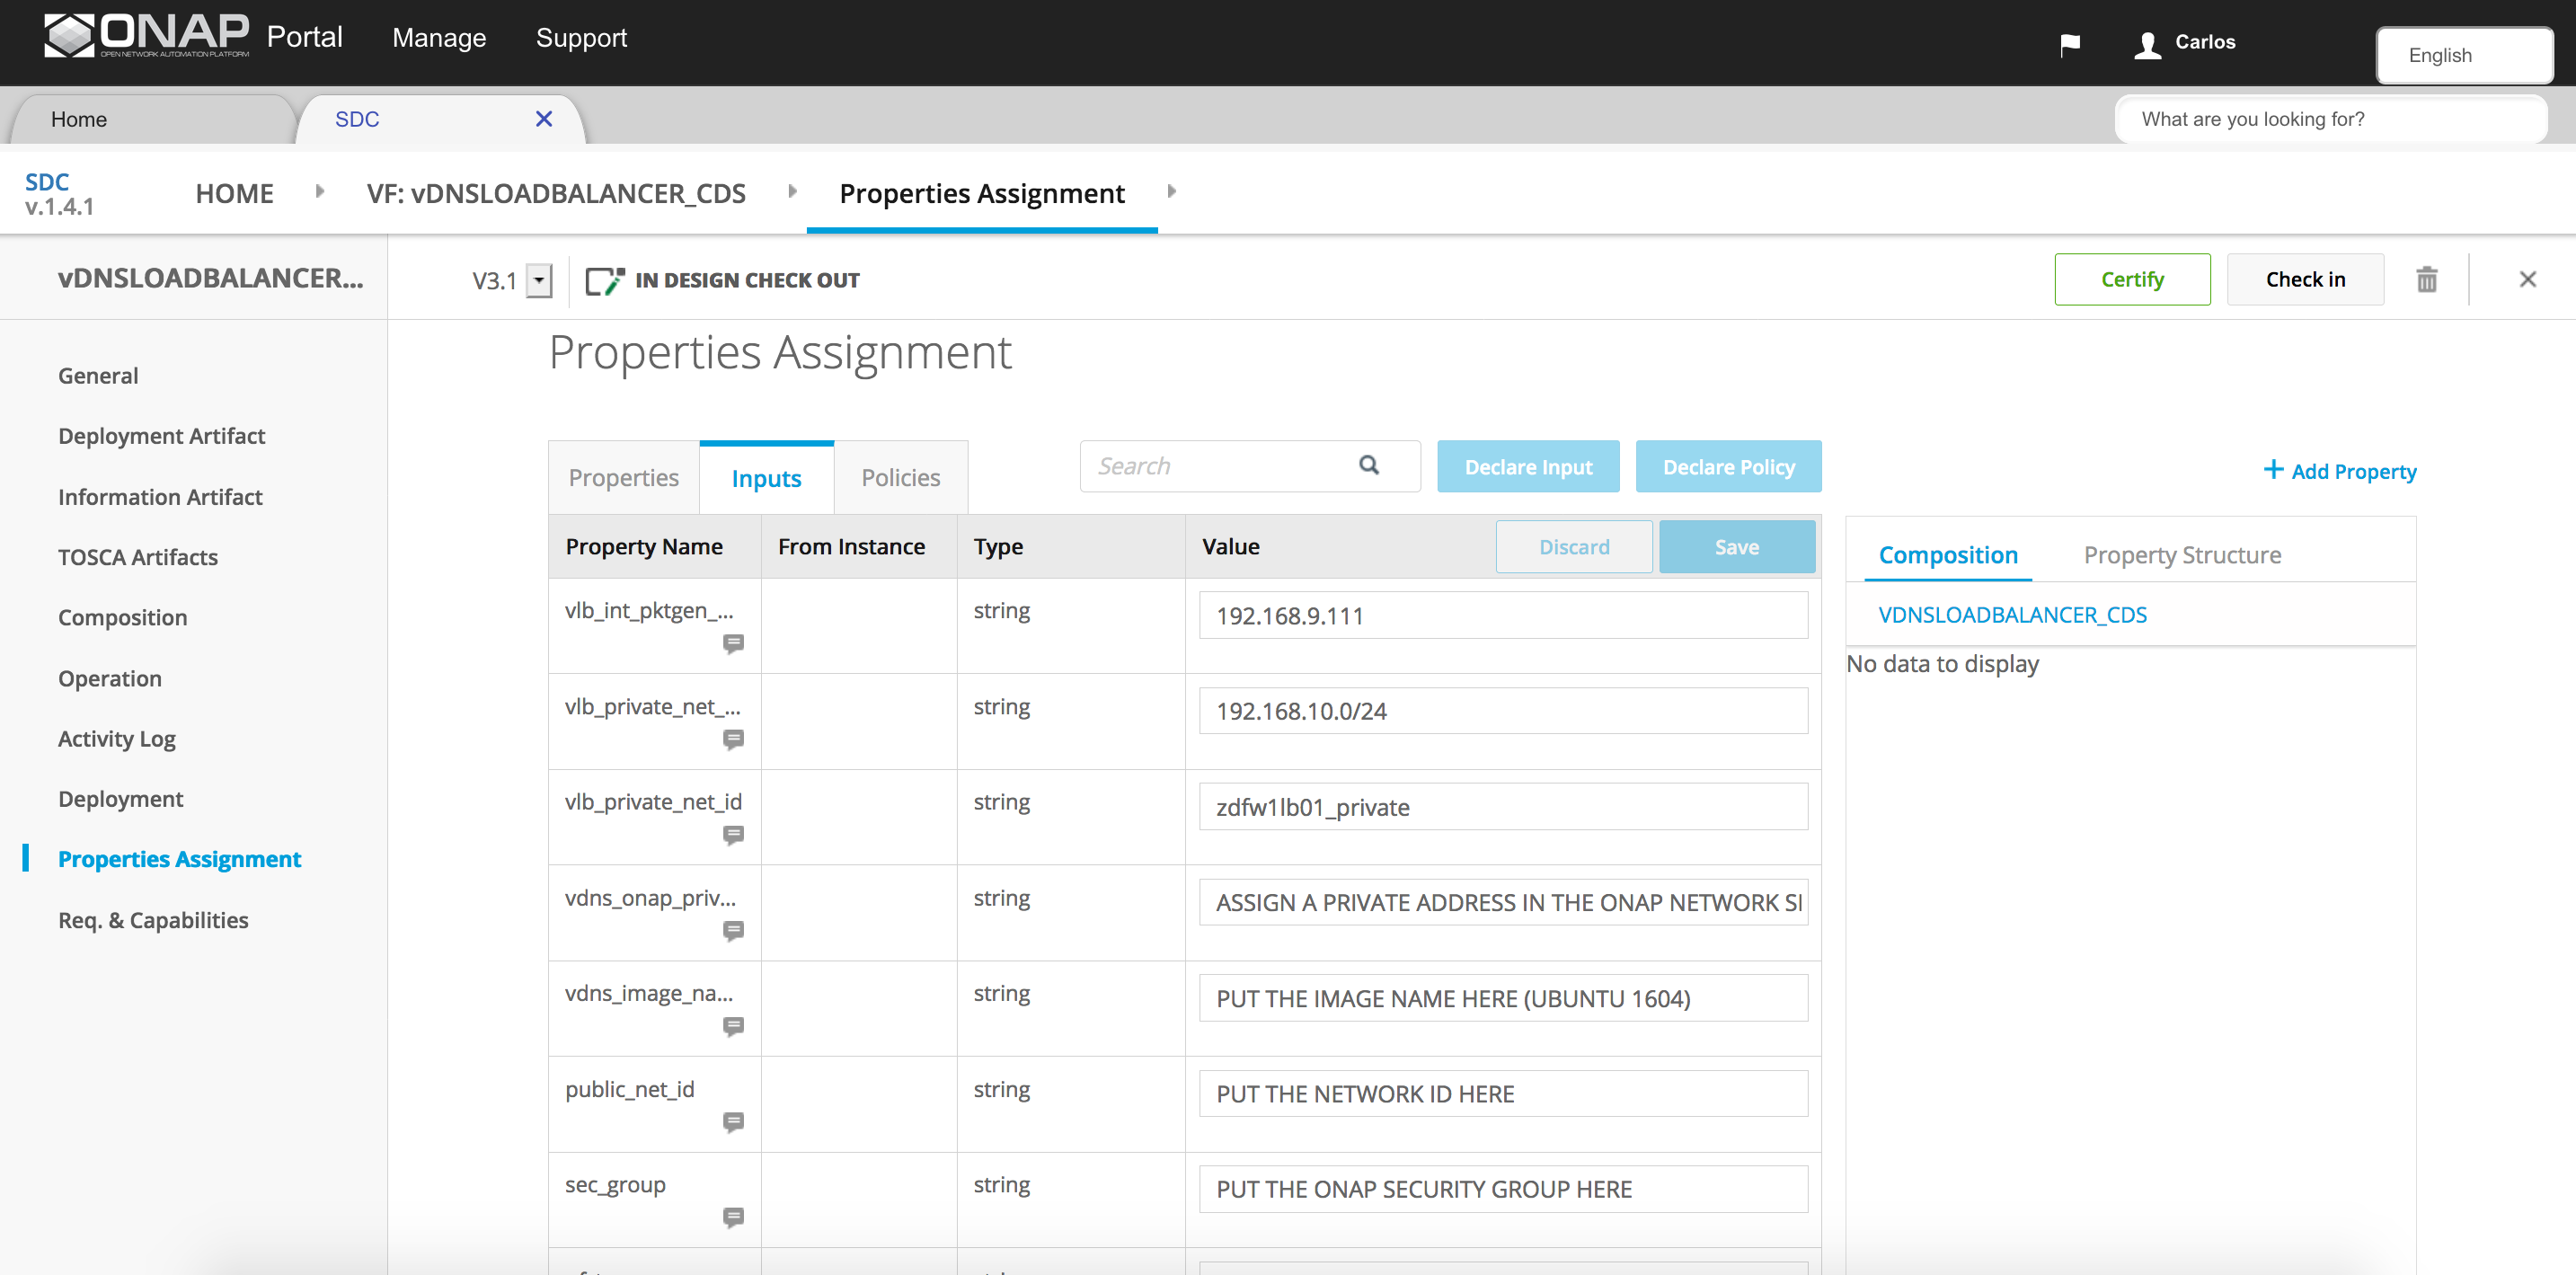 ONAP Portal Manage Support Carlos English
OPEN NETWORK AUTOMATION PLATFORM
Home SDC What are you looking for?
SDC
v.1.4.1
HOME VF: vDNSLOADBALANCER_CDS Properties Assignment
vDNSLOADBALANCER... V3.1 IN DESIGN CHECK OUT Certify Check in
Properties Assignment
General
Deployment Artifact
Information Artifact
TOSCA Artifacts
Composition
Operation
Activity Log
Deployment
Properties Assignment
Req. & Capabilities
Properties Inputs Policies Search Declare Input Declare Policy + Add Property
Property Name From Instance Type Value Discard Save
vlb_int_pktgen_... string 192.168.9.111
vlb_private_net_... string 192.168.10.0/24
vlb_private_net_id string zdfw1lb01_private
vdns_onap_priv... string ASSIGN A PRIVATE ADDRESS IN THE ONAP NETWORK
vdns_image_na... string PUT THE IMAGE NAME HERE (UBUNTU 1604)
public_net_id string PUT THE NETWORK ID HERE
sec_group string PUT THE ONAP SECURITY GROUP HERE
Composition Property Structure
VDNSLOADBALANCER_CDS
No data to display